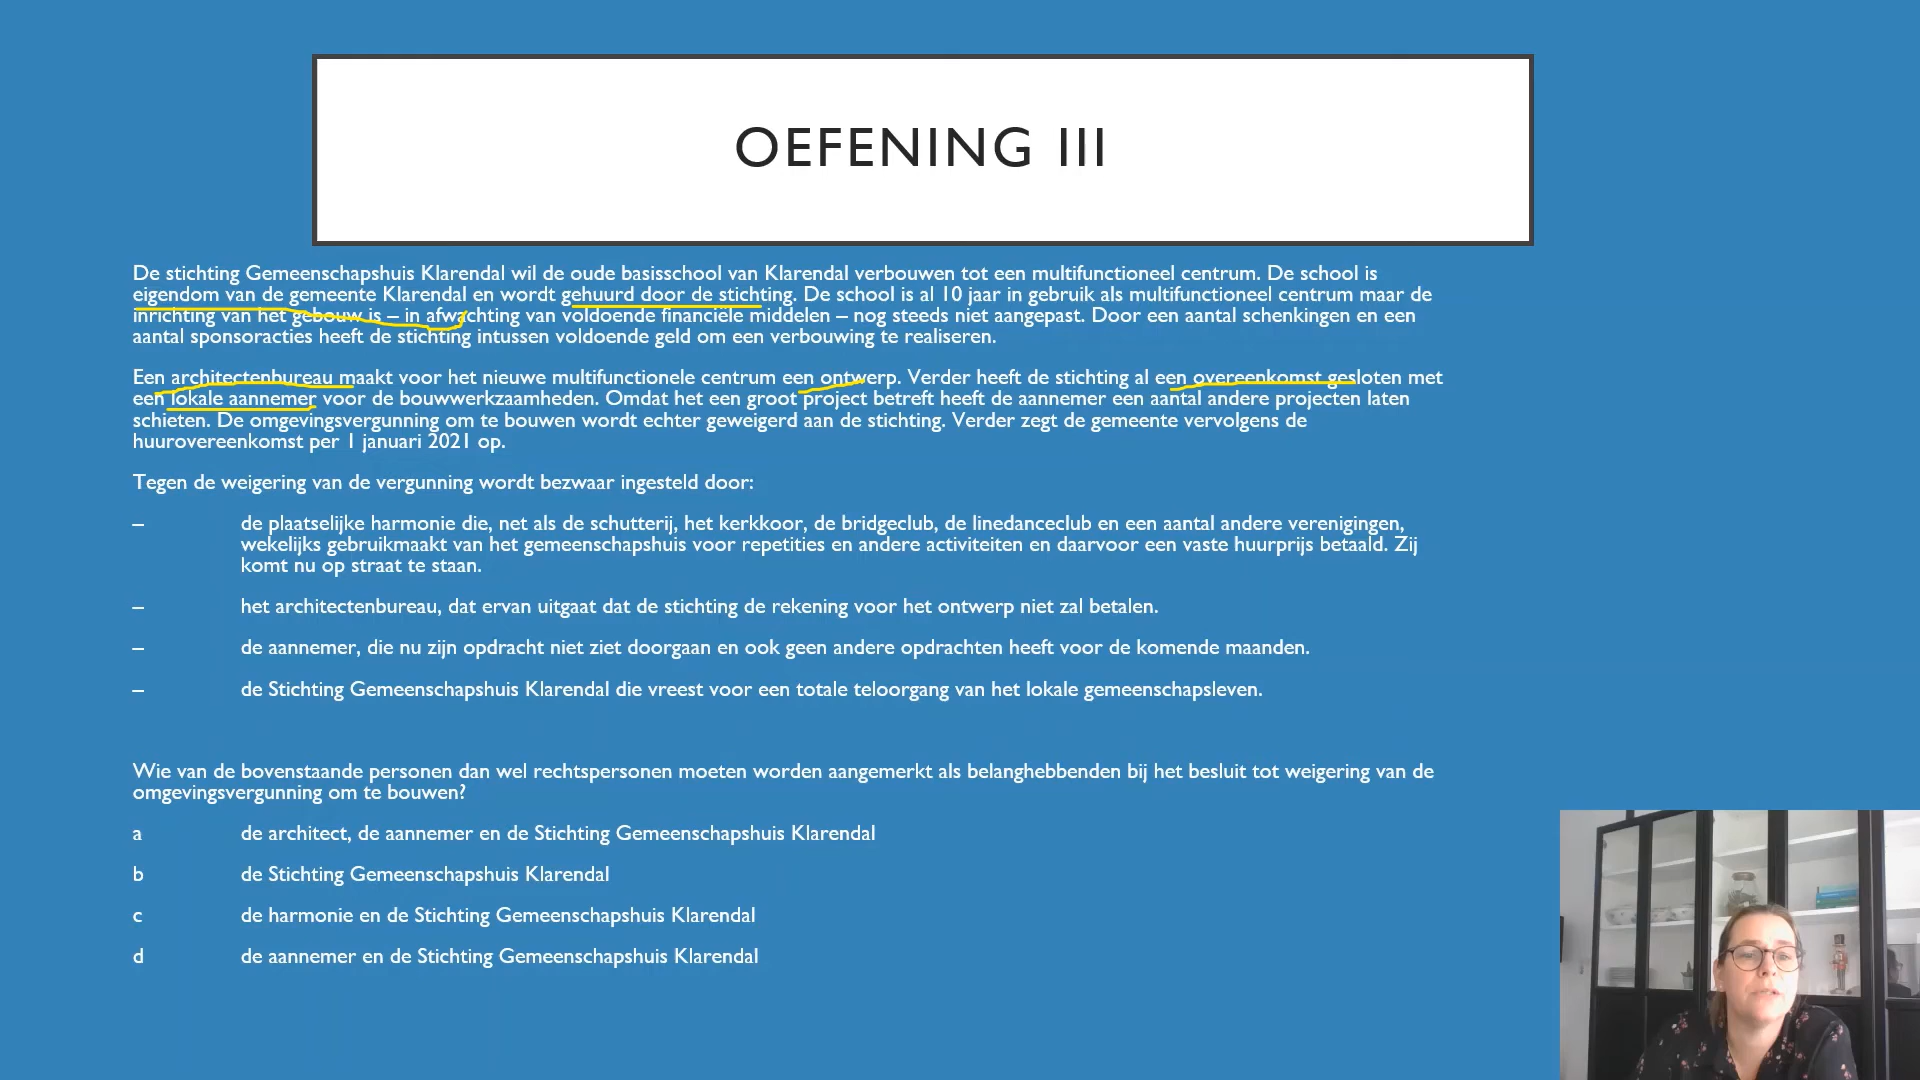 OEFENING III
De stichting Gemeenschapshuis Klarendal wil de oude basisschool van Klarendal verbouwen tot een multifunctioneel centrum. De school is
eigendom van de gemeente Klarendal en wordt gehuurd door de stichting. De school is al 10 jaar in gebruik als multifunctioneel centrum maar de
inrichting van het gebouw is – in afwachting van voldoende financiële middelen – nog steeds niet aangepast. Door een aantal schenkingen en een
aantal sponsoracties heeft de stichting intussen voldoende geld om een verbouwing te realiseren.
Een architectenbureau maakt voor het nieuwe multifunctionele centrum een ontwerp. Verder heeft de stichting al een overeenkomst gesloten met
een lokale aannemer voor de bouwwerkzaamheden. Omdat het een groot project betreft heeft de aannemer een aantal andere projecten laten
schieten. De omgevingsvergunning om te bouwen wordt echter geweigerd aan de stichting. Verder zegt de gemeente vervolgens de
huurovereenkomst per 1 januari 2021 op.
Tegen de weigering van de vergunning wordt bezwaar ingesteld door:
– de plaatselijke harmonie die, net als de schutterij, het kerkkoor, de bridgeclub, de linedanceclub en een aantal andere verenigingen,
wekelijks gebruikmaakt van het gemeenschapshuis voor repetities en andere activiteiten en daarvoor een vaste huurprijs betaald. Zij
komt nu op straat te staan.
– het architectenbureau, dat ervan uitgaat dat de stichting de rekening voor het ontwerp niet zal betalen.
– de aannemer, die nu zijn opdracht niet ziet doorgaan en ook geen andere opdrachten heeft voor de komende maanden.
– de Stichting Gemeenschapshuis Klarendal die vreest voor een totale teloorgang van het lokale gemeenschapsleven.
Wie van de bovenstaande personen dan wel rechtspersonen moeten worden aangemerkt als belanghebbenden bij het besluit tot weigering van de
omgevingsvergunning om te bouwen?
a de architect, de aannemer en de Stichting Gemeenschapshuis Klarendal
b de Stichting Gemeenschapshuis Klarendal
c de harmonie en de Stichting Gemeenschapshuis Klarendal
d de aannemer en de Stichting Gemeenschapshuis Klarendal